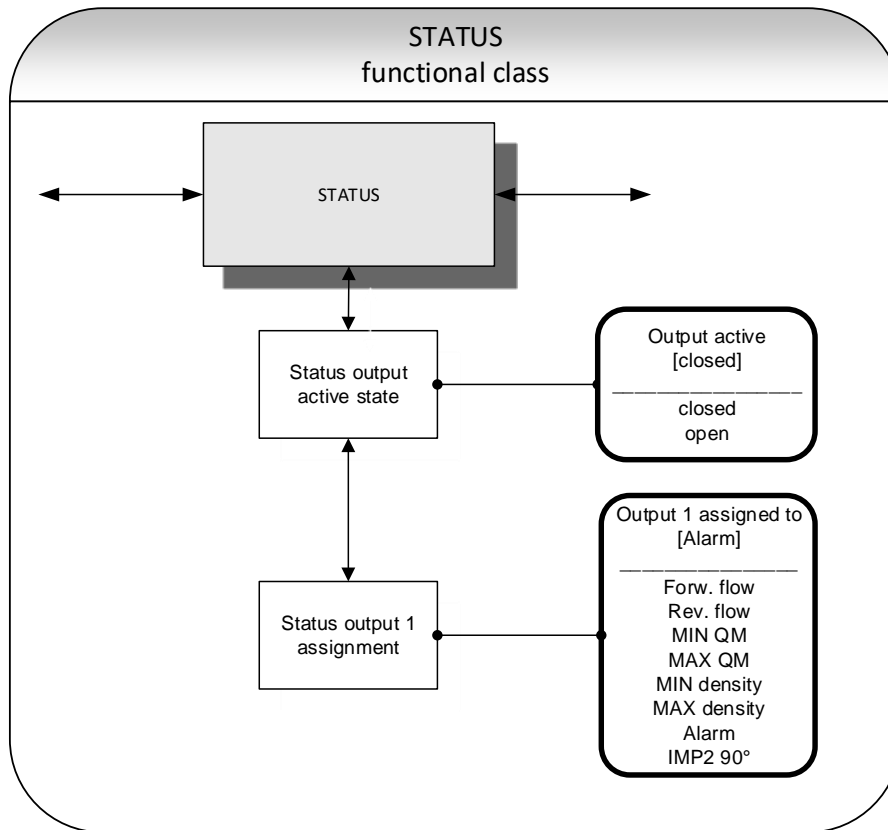 STATUS
functional class
STATUS
Status output
active state
Output active
[closed]
closed
open
Status output 1
assignment
Output 1 assigned to
[Alarm]
Forw. flow
Rev. flow
MIN QM
MAX QM
MIN density
MAX density
Alarm
IMP2 90°